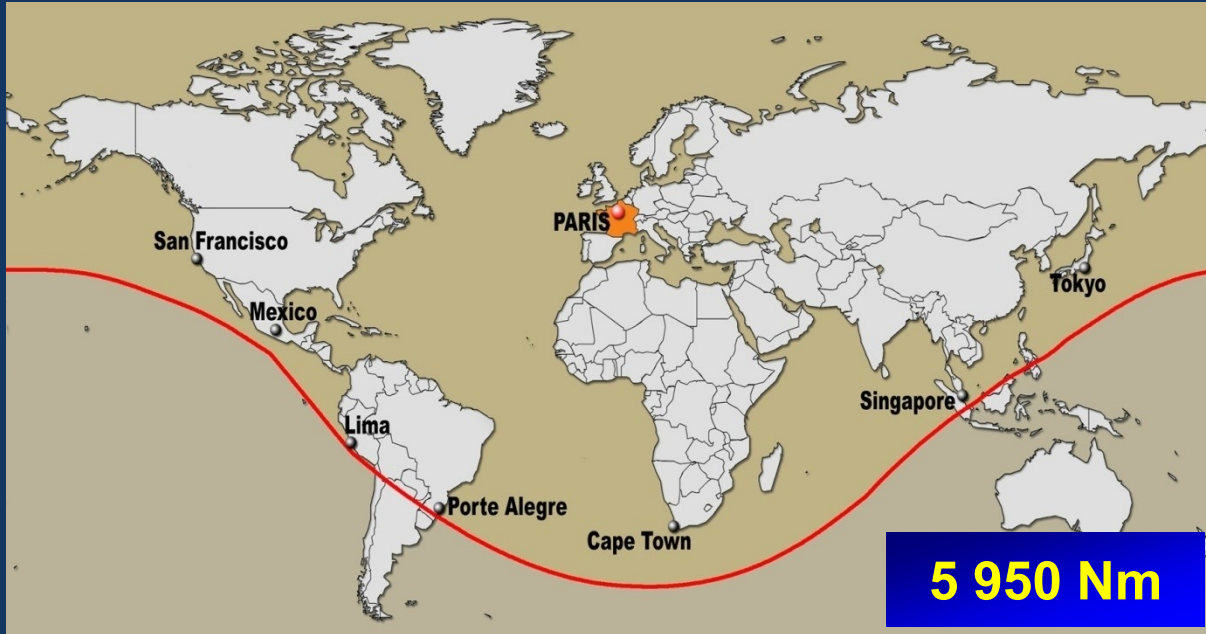 PARIS
San Francisco
Tokyo
Mexico
Singapore
Lima
Porte Alegre
Cape Town
5 950 Nm